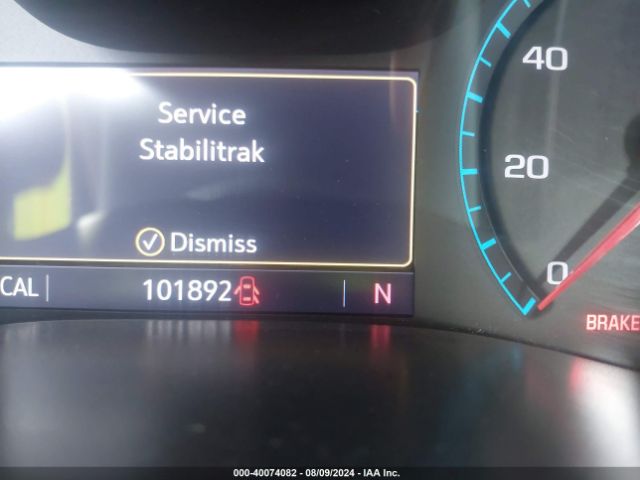 Service
Stabilitrak
Dismiss
CAL
101892
N
40
20
0
BRAKE
000-40074082 - 08/09/2024 - IAA Inc.